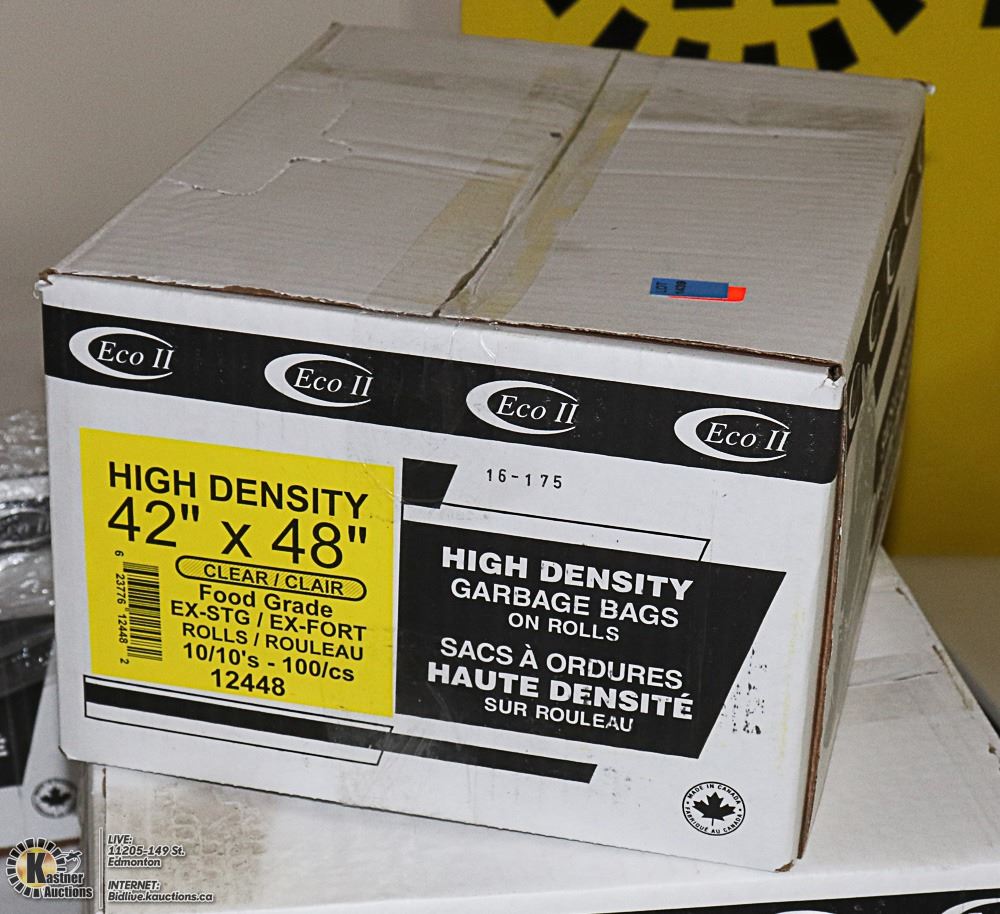 LOT
Eco II
Eco II
Eco II
Eco II
HIGH DENSITY
42" x 48"
CLEAR / CLAIR
Food Grade
EX-STG / EX-FORT
ROLLS / ROULEAU
10/10's - 100/cs
12448
6 23776 12448 2
16-175
HIGH DENSITY
GARBAGE BAGS
ON ROLLS
SACS À ORDURES
HAUTE DENSITÉ
SUR ROULEAU
MADE IN CANADA
FABRIQUÉ AU CANADA
Kastner
Auctions
LIVE:
11205-149 St.
Edmonton
INTERNET:
Bidlive.kauctions.ca